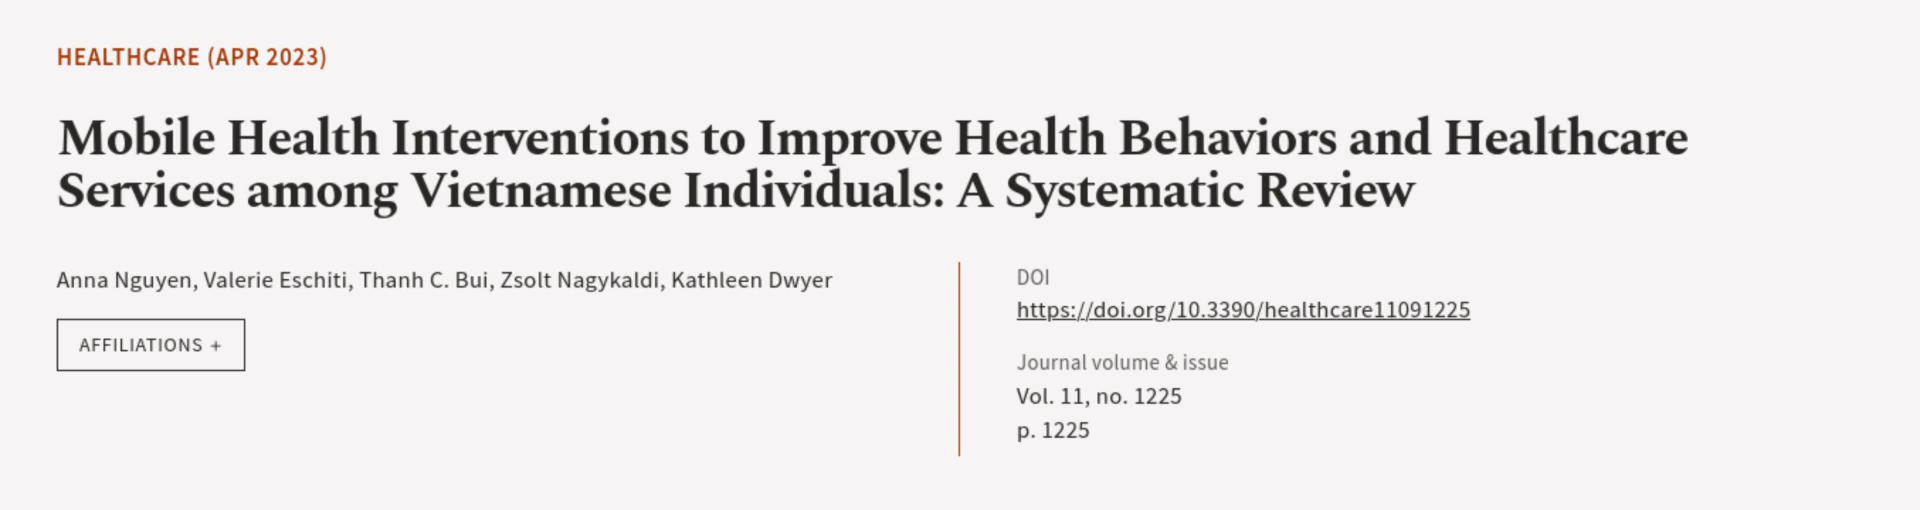 HEALTHCARE (APR 2023)
Mobile Health Interventions to Improve Health Behaviors and Healthcare
Services among Vietnamese Individuals: A Systematic Review
Anna Nguyen, Valerie Eschiti, Thanh C. Bui, Zsolt Nagykaldi, Kathleen Dwyer
AFFILIATIONS +
DOI
https://doi.org/10.3390/healthcare11091225
Journal volume & issue
Vol. 11, no. 1225
p. 1225